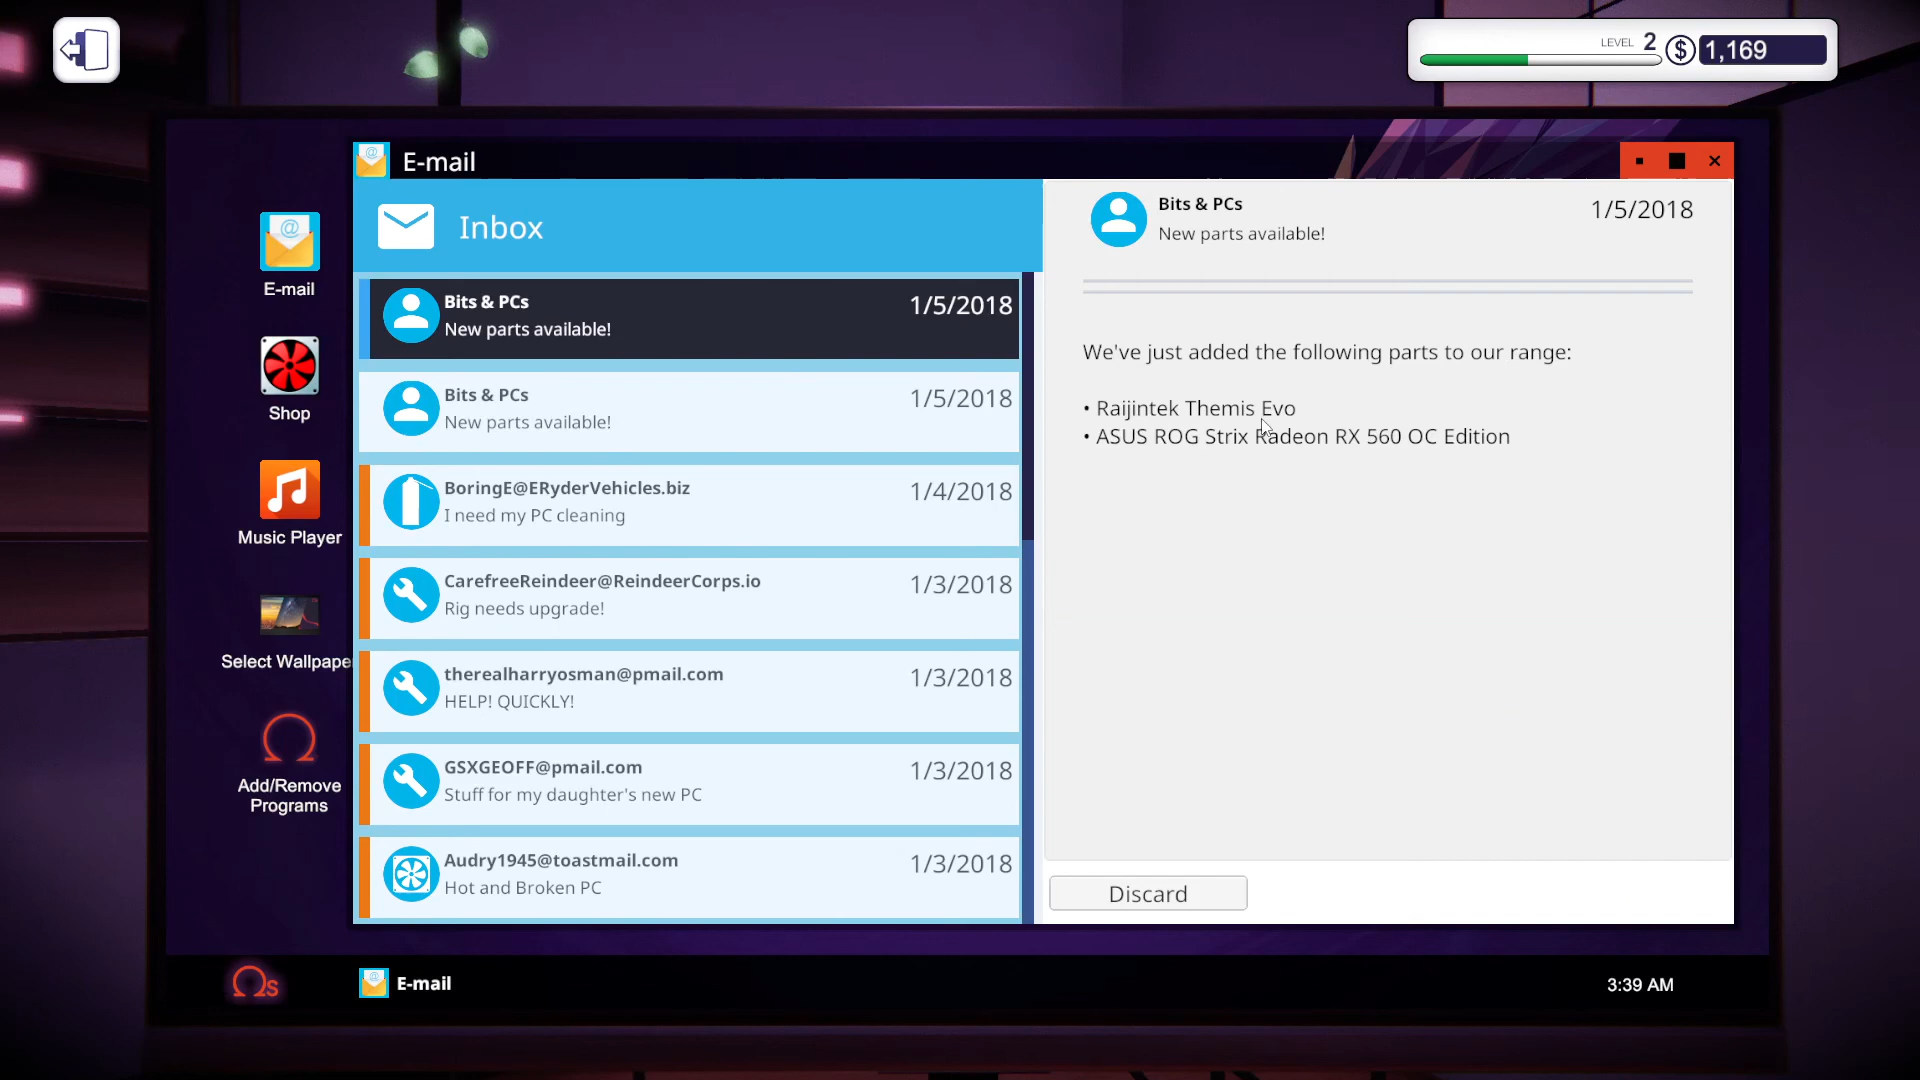 LEVEL 2
$ 1,169
E-mail
Inbox
E-mail
Shop
Music Player
Select Wallpape
Add/Remove
Programs
Bits & PCs
1/5/2018
New parts available!
Bits & PCs
1/5/2018
New parts available!
BoringE@ERyderVehicles.biz
1/4/2018
I need my PC cleaning
CarefreeReindeer@ReindeerCorps.io
1/3/2018
Rig needs upgrade!
therealharryosman@pmail.com
1/3/2018
HELP! QUICKLY!
GSXGEOFF@pmail.com
1/3/2018
Stuff for my daughter's new PC
Audry1945@toastmail.com
1/3/2018
Hot and Broken PC
Bits & PCs
1/5/2018
New parts available!
We've just added the following parts to our range:
• Raijintek Themis Evo
• ASUS ROG Strix Radeon RX 560 OC Edition
Discard
Ωs
E-mail
3:39 AM